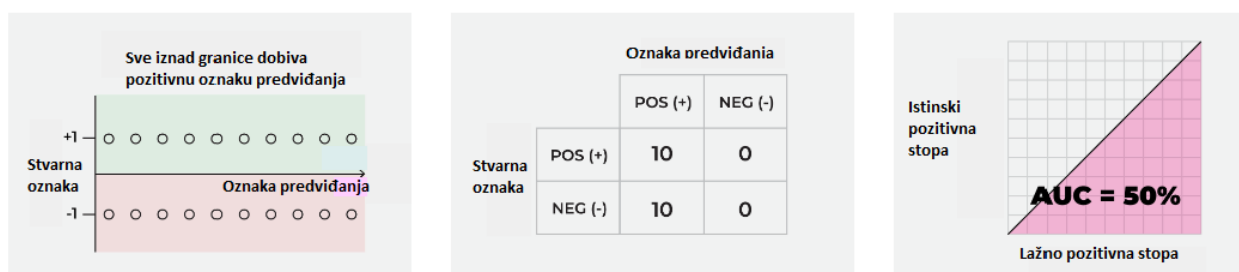 Sve iznad granice dobiva
pozitivnu oznaku predviđanja
+1
Stvarna
oznaka
Oznaka predviđanja
-1
Oznaka predviđania
POS (+) NEG (-)
Stvarna
oznaka
POS (+) 10 0
NEG (-) 10 0
Istinski
pozitivna
stopa
AUC = 50%
Lažno pozitivna stopa